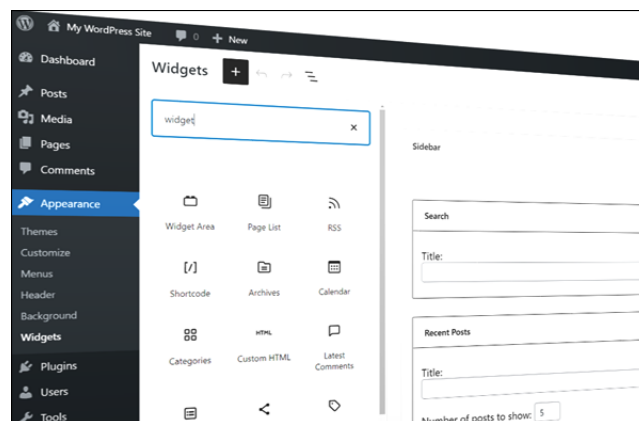 My WordPress Site 0 + New
Dashboard
Posts
Media
Pages
Comments
Appearance
Themes
Customize
Menus
Header
Background
Widgets
Plugins
Users
Tools
Widgets
widget
Widget Area Page List RSS
Shortcode Archives Calendar
Categories Custom HTML Latest
Comments
Sidebar
Search
Title:
Recent Posts
Title:
Number of posts to show: 5